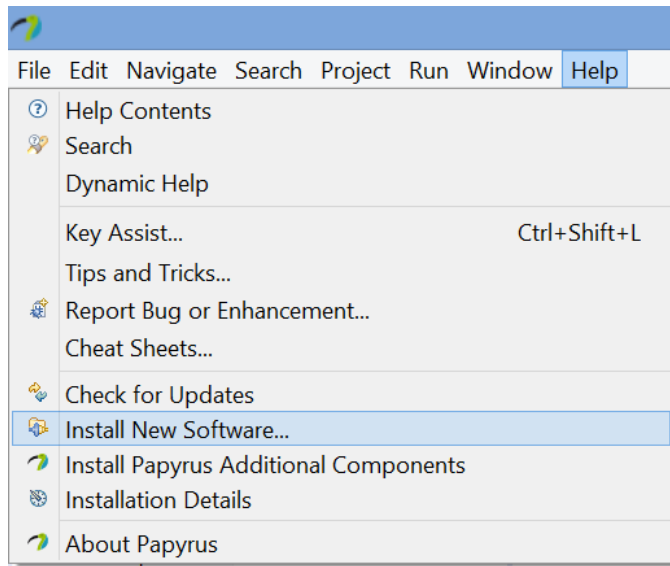 File Edit Navigate Search Project Run Window Help
Help Contents
Search
Dynamic Help
Key Assist... Ctrl+Shift+L
Tips and Tricks...
Report Bug or Enhancement...
Cheat Sheets...
Check for Updates
Install New Software...
Install Papyrus Additional Components
Installation Details
About Papyrus